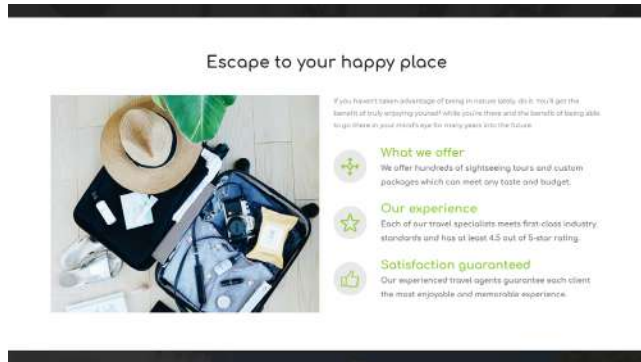 Escape to your happy place
If you haven't taken advantage of being in nature lately, do it. You'll get the
benefit of truly enjoying yourself while you're there and the benefit of being able
to go there in your mind's eye for many years into the future.
What we offer
We offer hundreds of sightseeing tours and custom
packages which can meet any taste and budget.
Our experience
Each of our travel specialists meets first-class industry
standards and has at least 4.5 out of 5-star rating.
Satisfaction guaranteed
Our experienced travel agents guarantee each client
the most enjoyable and memorable experience.